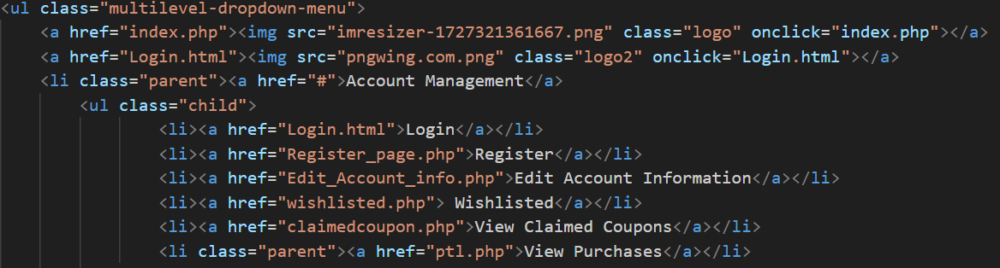 <ul class="multilevel-dropdown-menu">
<a href="index.php"><img src="imresizer-1727321361667.png" class="logo" onclick="index.php"></a>
<a href="Login.html"><img src="pngwing.com.png" class="logo2" onclick="Login.html"></a>
<li class="parent"><a href="#">Account Management</a>
<ul class="child">
<li><a href="Login.html">Login</a></li>
<li><a href="Register_page.php">Register</a></li>
<li><a href="Edit_Account_info.php">Edit Account Information</a></li>
<li><a href="wishlisted.php"> Wishlisted</a></li>
<li><a href="claimedcoupon.php">View Claimed Coupons</a></li>
<li class="parent"><a href="ptl.php">View Purchases</a></li>